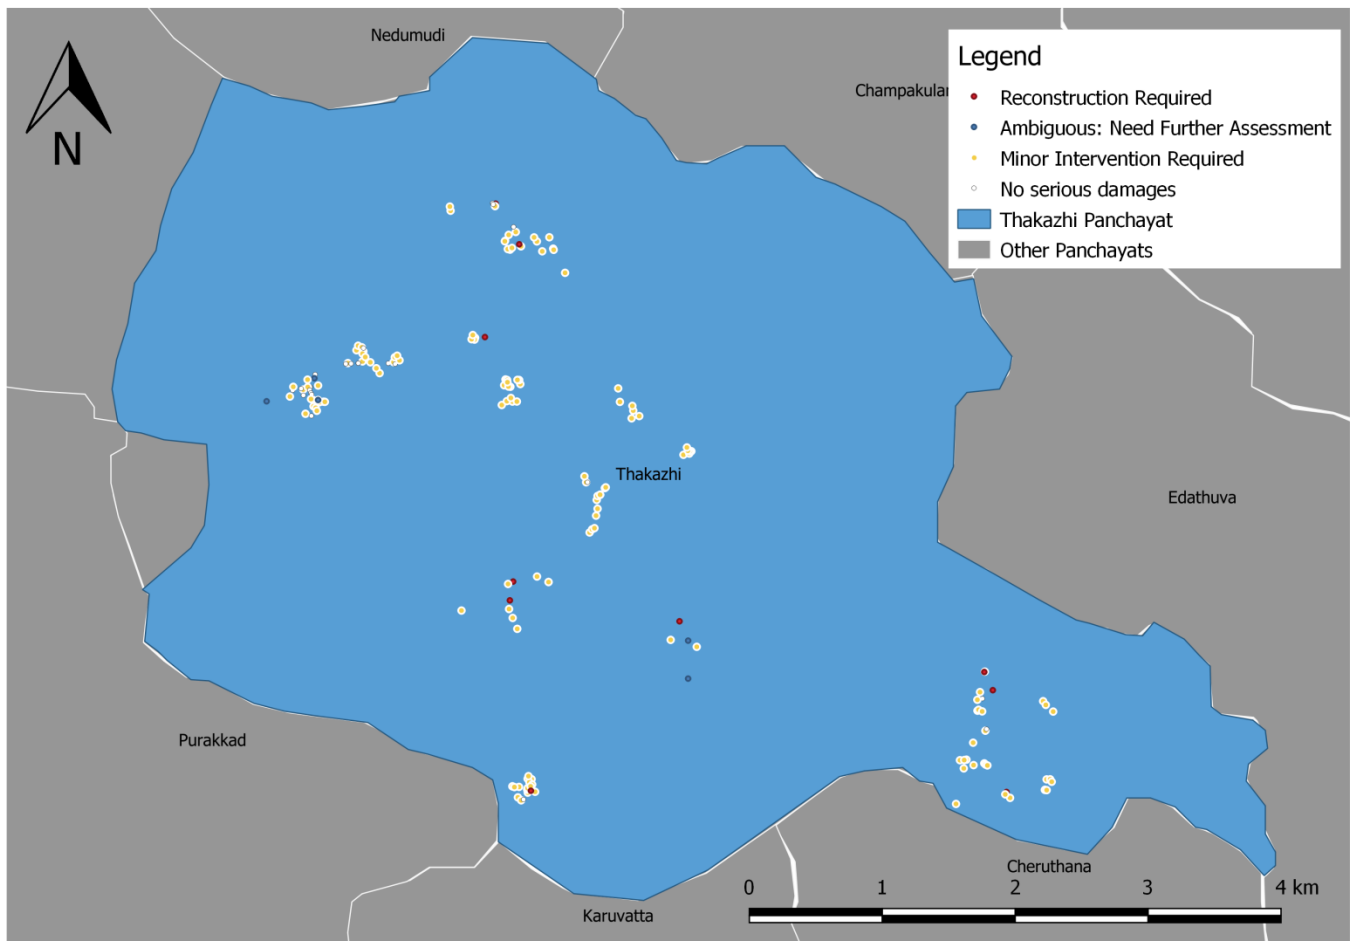 Nedumudi
Champakulam
N
Legend
Reconstruction Required
Ambiguous: Need Further Assessment
Minor Intervention Required
No serious damages
Thakazhi Panchayat
Other Panchayats
Thakazhi
Edathuva
Purakkad
Cheruthana
Karuvatta
0 1 2 3 4 km